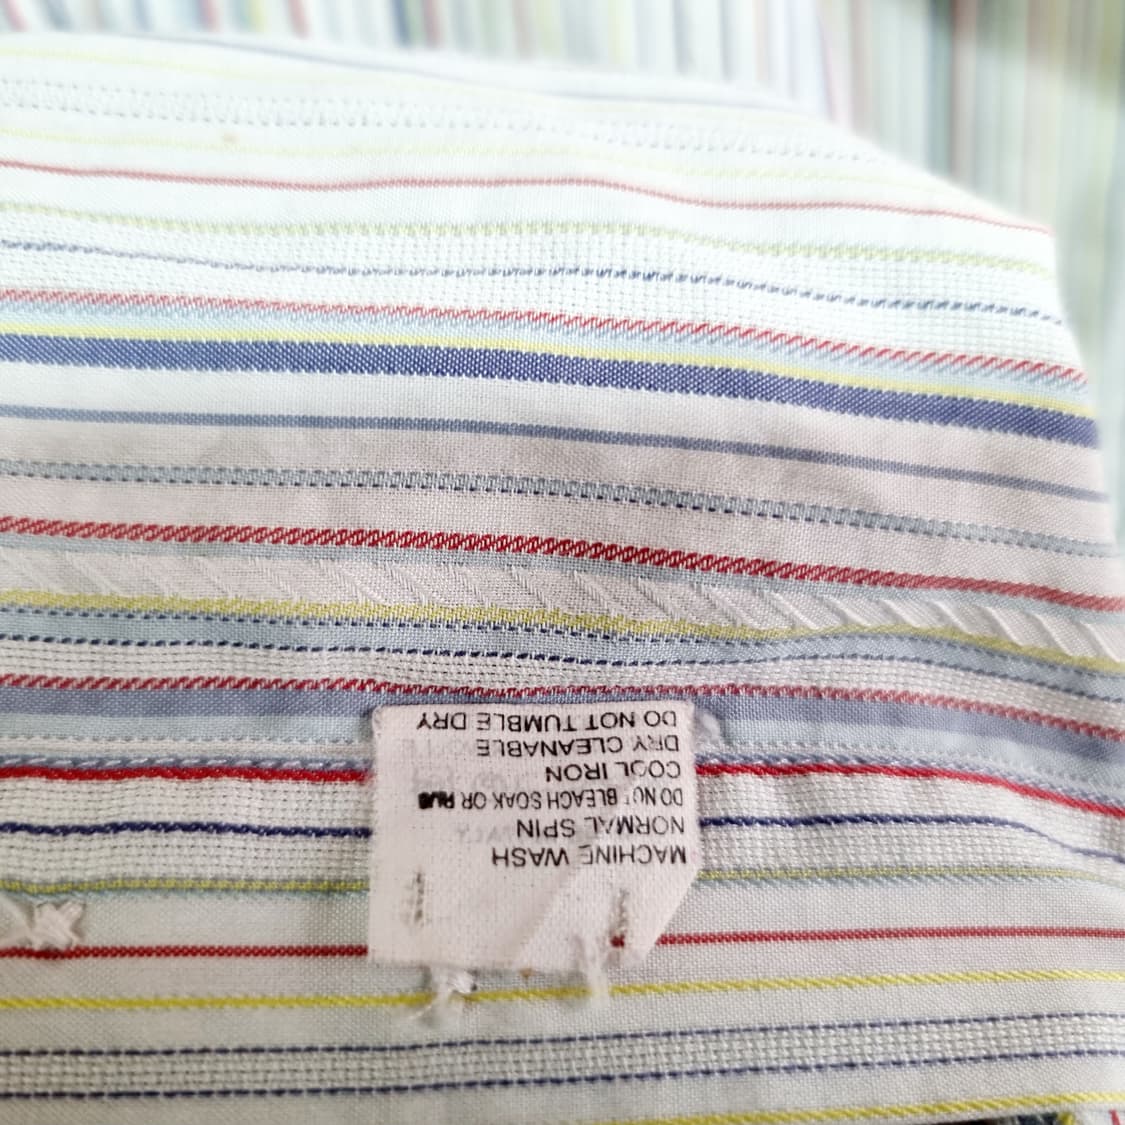 MACHINE WASH
NORMAL SPIN
DO NOT BLEACH SOAK OR RUB
COOL IRON
DRY CLEANABLE
DO NOT TUMBLE DRY